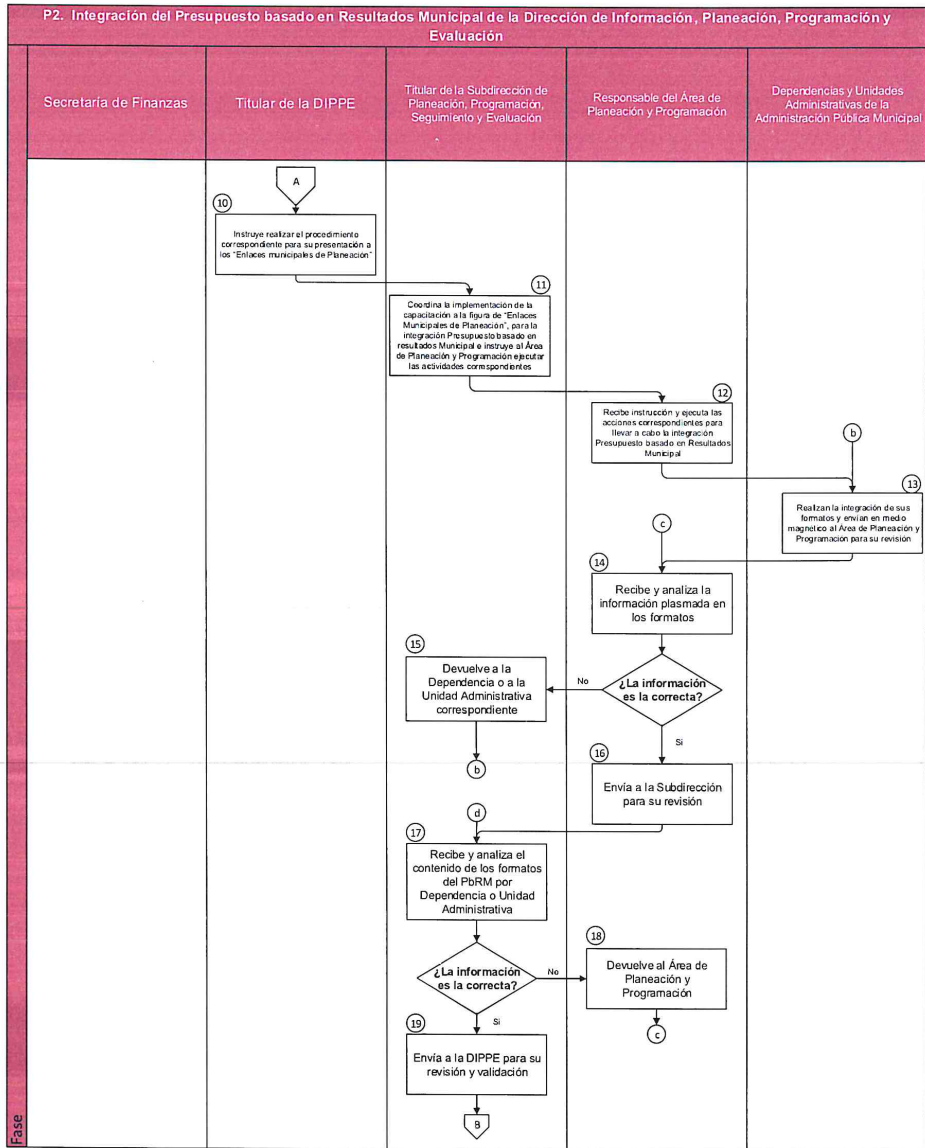 P2. Integración del Presupuesto basado en Resultados Municipal de la Dirección de Información, Planeación, Programación y
Evaluación
Secretaría de Finanzas
Titular de la DIPPE
Titular de la Subdirección de
Planeación, Programación,
Seguimiento y Evaluación
Responsable del Área de
Planeación y Programación
Dependencias y Unidades
Administrativas de la
Administración Pública Municipal
A
10
Instruye realizar el procedimiento
correspondiente para su presentación a
los "Enlaces municipales de Planeación"
11
Coordina la implementación de la
capacitación a la figura de "Enlaces
Municipales de Planeación", para la
integración Presupuesto basado en
resultados Municipal e instruye al Área
de Planeación y Programación ejecutar
las actividades correspondientes
12
Recibe instrucción y ejecuta las
acciones correspondientes para
llevar a cabo la integración
Presupuesto basado en Resultados
Municipal
b
13
Realizan la integración de sus
formatos y envían en medio
magnético al Área de Planeación y
Programación para su revisión
c
14
Recibe y analiza la
información plasmada en
los formatos
15
Devuelve a la
Dependencia o a la
Unidad Administrativa
correspondiente
No
¿La información
es la correcta?
Si
b
16
Envía a la Subdirección
para su revisión
d
17
Recibe y analiza el
contenido de los formatos
del PbRM por
Dependencia o Unidad
Administrativa
18
¿La información
es la correcta?
No
Devuelve al Área de
Planeación y
Programación
Si
c
19
Envía a la DIPPE para su
revisión y validación
B
Fase